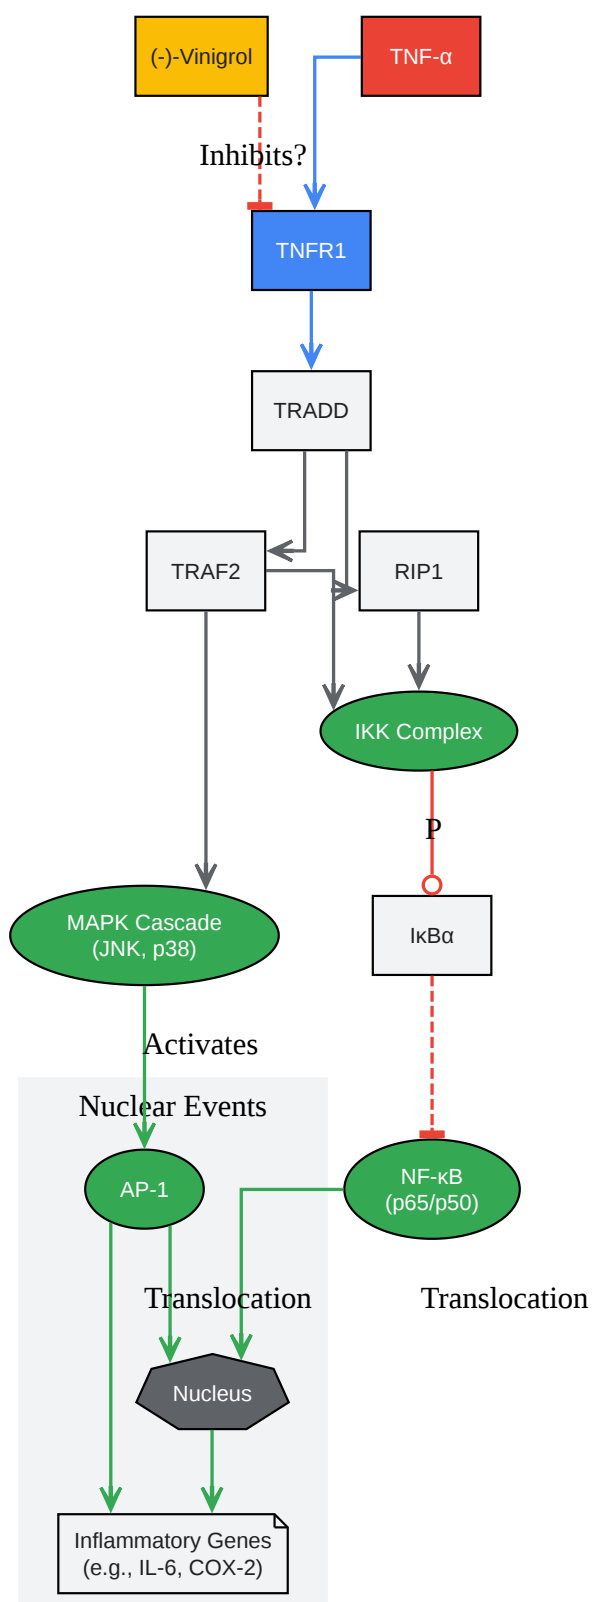 (-)-Vinigrol
TNF-α
Inhibits?
TNFR1
TRADD
TRAF2
RIP1
IKK Complex
P
MAPK Cascade
(JNK, p38)
IκBα
Activates
Nuclear Events
AP-1
NF-κB
(p65/p50)
Translocation
Translocation
Nucleus
Inflammatory Genes
(e.g., IL-6, COX-2)